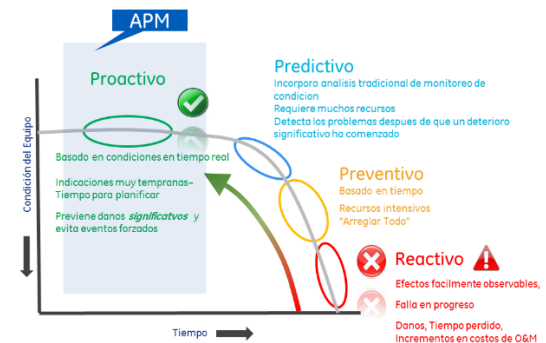 APM
Proactivo
Basado en condiciones en tiempo real
Indicaciones muy tempranas–
Tiempo para planificar
Previene danos significatvos y
evita eventos forzados
Predictivo
Incorpora analisis tradicional de monitoreo de
condicion
Requiere muchos recursos
Detecta los problemas despues de que un deterioro
significativo ha comenzado
Preventivo
Basado en tiempo
Recursos intensivos
"Arreglar Todo"
Reactivo
Efectos facilmente observables,
Falla en progreso
Danos, Tiempo perdido,
Incrementos en costos de O&M
Condición del Equipo
Tiempo